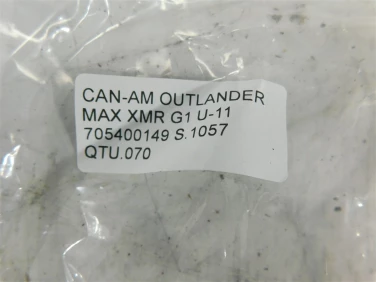 CAN-AM OUTLANDER
MAX XMR G1 U-11
705400149 S.1057
QTU.070